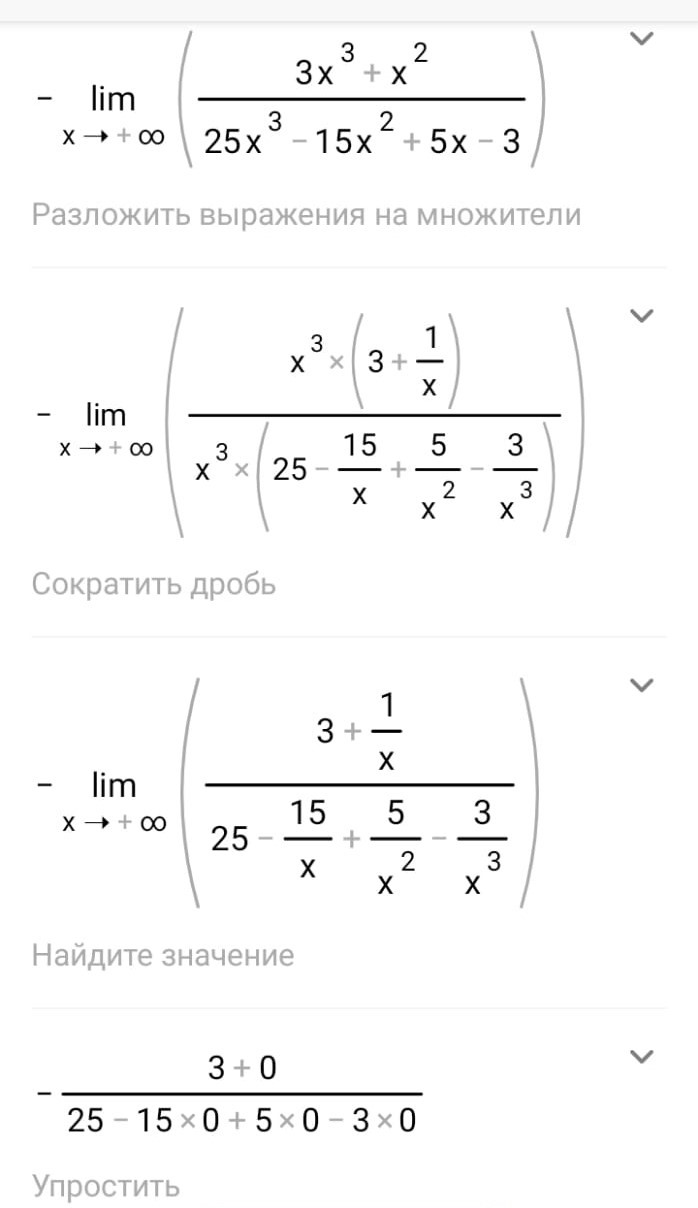 − lim x → + ∞ ( (3x³ + x²) / (25x³ − 15x² + 5x − 3) )
Разложить выражения на множители
− lim x → + ∞ ( (x³ × (3 + 1/x)) / (x³ × (25 − 15/x + 5/x² − 3/x³)) )
Сократить дробь
− lim x → + ∞ ( (3 + 1/x) / (25 − 15/x + 5/x² − 3/x³) )
Найдите значение
− (3 + 0) / (25 − 15 × 0 + 5 × 0 − 3 × 0)
Упростить